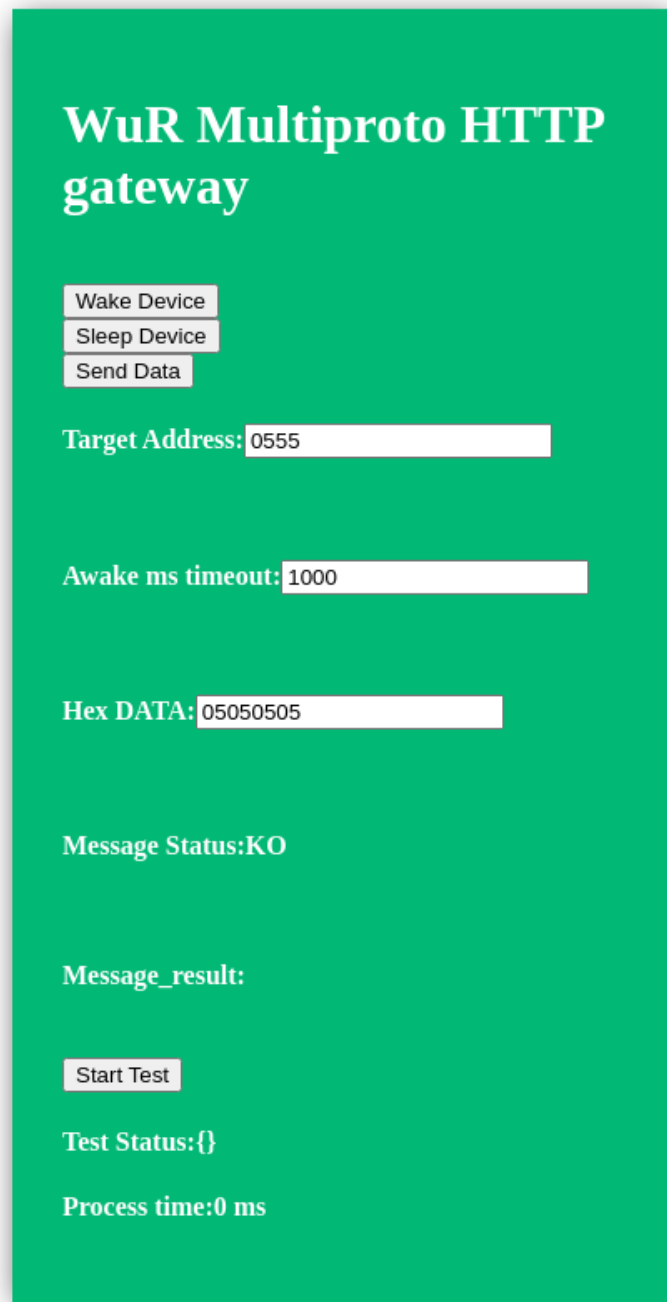 WuR Multiproto HTTP
gateway
Wake Device
Sleep Device
Send Data
Target Address:0555
Awake ms timeout:1000
Hex DATA:05050505
Message Status:KO
Message_result:
Start Test
Test Status:{}
Process time:0 ms